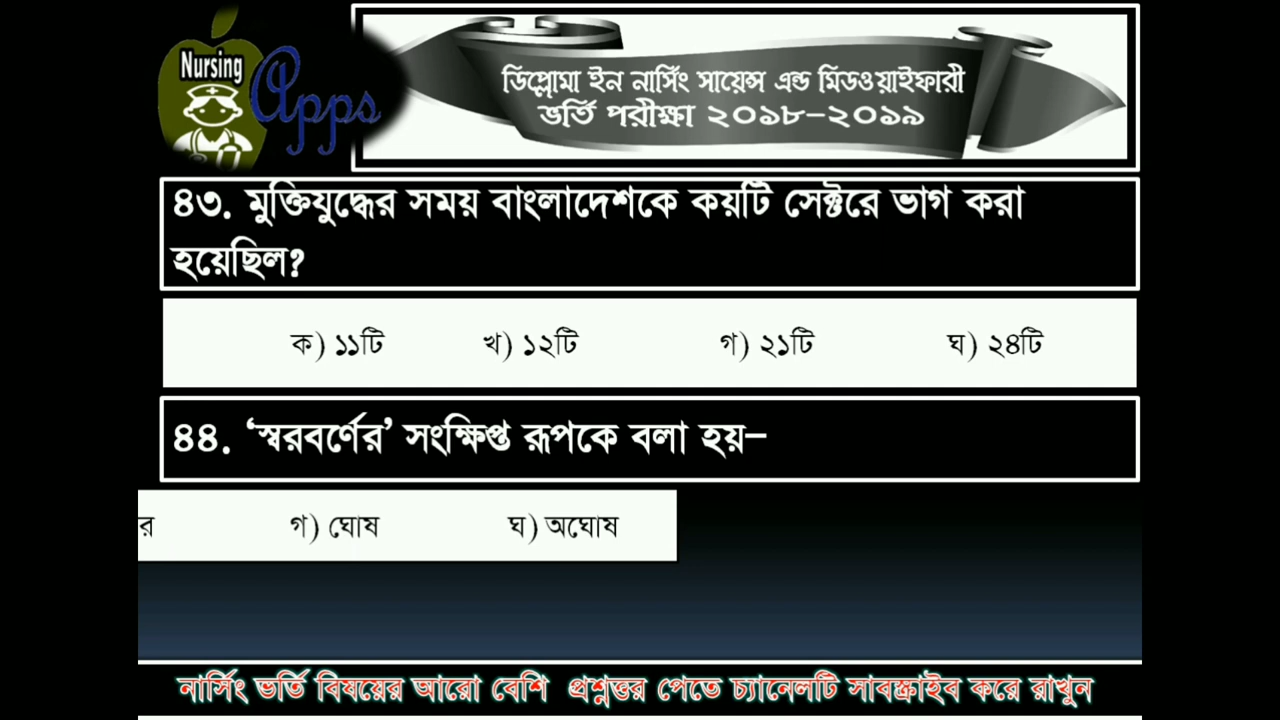 Nursing
Apps
ডিপ্লোমা ইন নার্সিং সায়েন্স এন্ড মিডওয়াইফারী
ভর্তি পরীক্ষা ২০১৮-২০১৯
৪৩. মুক্তিযুদ্ধের সময় বাংলাদেশকে কয়টি সেক্টরে ভাগ করা
হয়েছিল?
ক) ১১টি খ) ১২টি গ) ২১টি ঘ) ২৪টি
৪৪. ‘স্বরবর্ণের’ সংক্ষিপ্ত রূপকে বলা হয়-
র গ) ঘোষ ঘ) অঘোষ
নার্সিং ভর্তি বিষয়ের আরো বেশি প্রশ্নত্তর পেতে চ্যানেলটি সাবস্ক্রাইব করে রাখুন